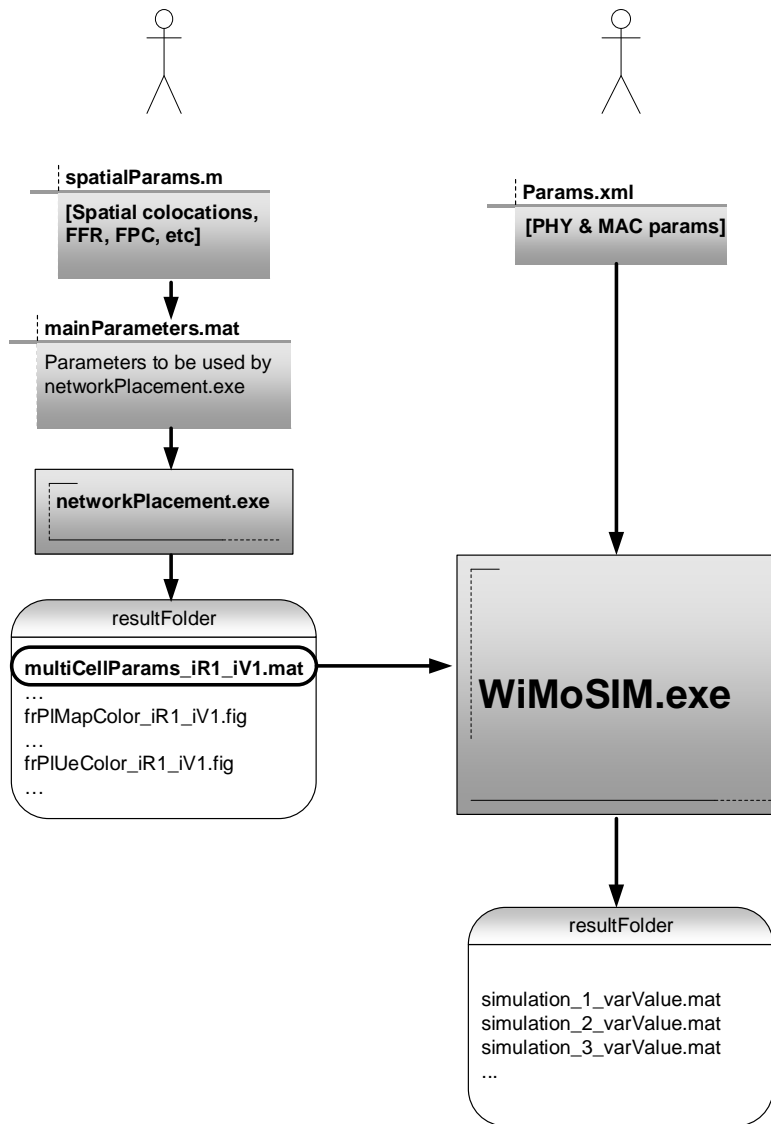 spatialParams.m
[Spatial colocations,
FFR, FPC, etc]
mainParameters.mat
Parameters to be used by
networkPlacement.exe
networkPlacement.exe
resultFolder
multiCellParams_iR1_iV1.mat
...
frPlMapColor_iR1_iV1.fig
...
frPlUeColor_iR1_iV1.fig
...
Params.xml
[PHY & MAC params]
WiMoSIM.exe
resultFolder
simulation_1_varValue.mat
simulation_2_varValue.mat
simulation_3_varValue.mat
...